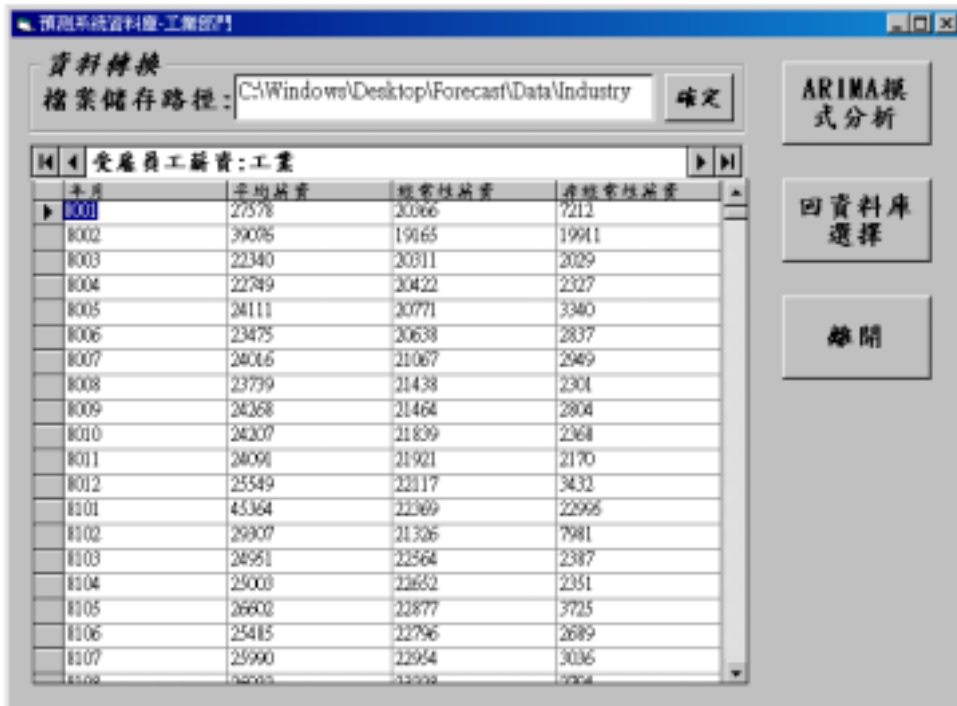 預測系統資料庫-工業部門
資料轉換
檔案儲存路徑: C:\Windows\Desktop\Forecast\Data\Industry 確定
ARIMA模
式分析
受雇員工薪資:工業
回資料庫
選擇
離開
年月 平均薪資 經常性薪資 非經常性薪資
8001 27578 20366 7212
8002 39076 19165 19911
8003 22340 20311 2029
8004 22749 20422 2327
8005 24111 20771 3340
8006 23475 20638 2837
8007 24016 21067 2949
8008 23739 21438 2301
8009 24268 21464 2804
8010 24207 21839 2368
8011 24091 21921 2170
8012 25549 22117 3432
8101 45364 22369 22995
8102 29307 21326 7981
8103 24951 22564 2387
8104 25003 22652 2351
8105 26602 22877 3725
8106 25485 22796 2689
8107 25990 22954 3036
8108